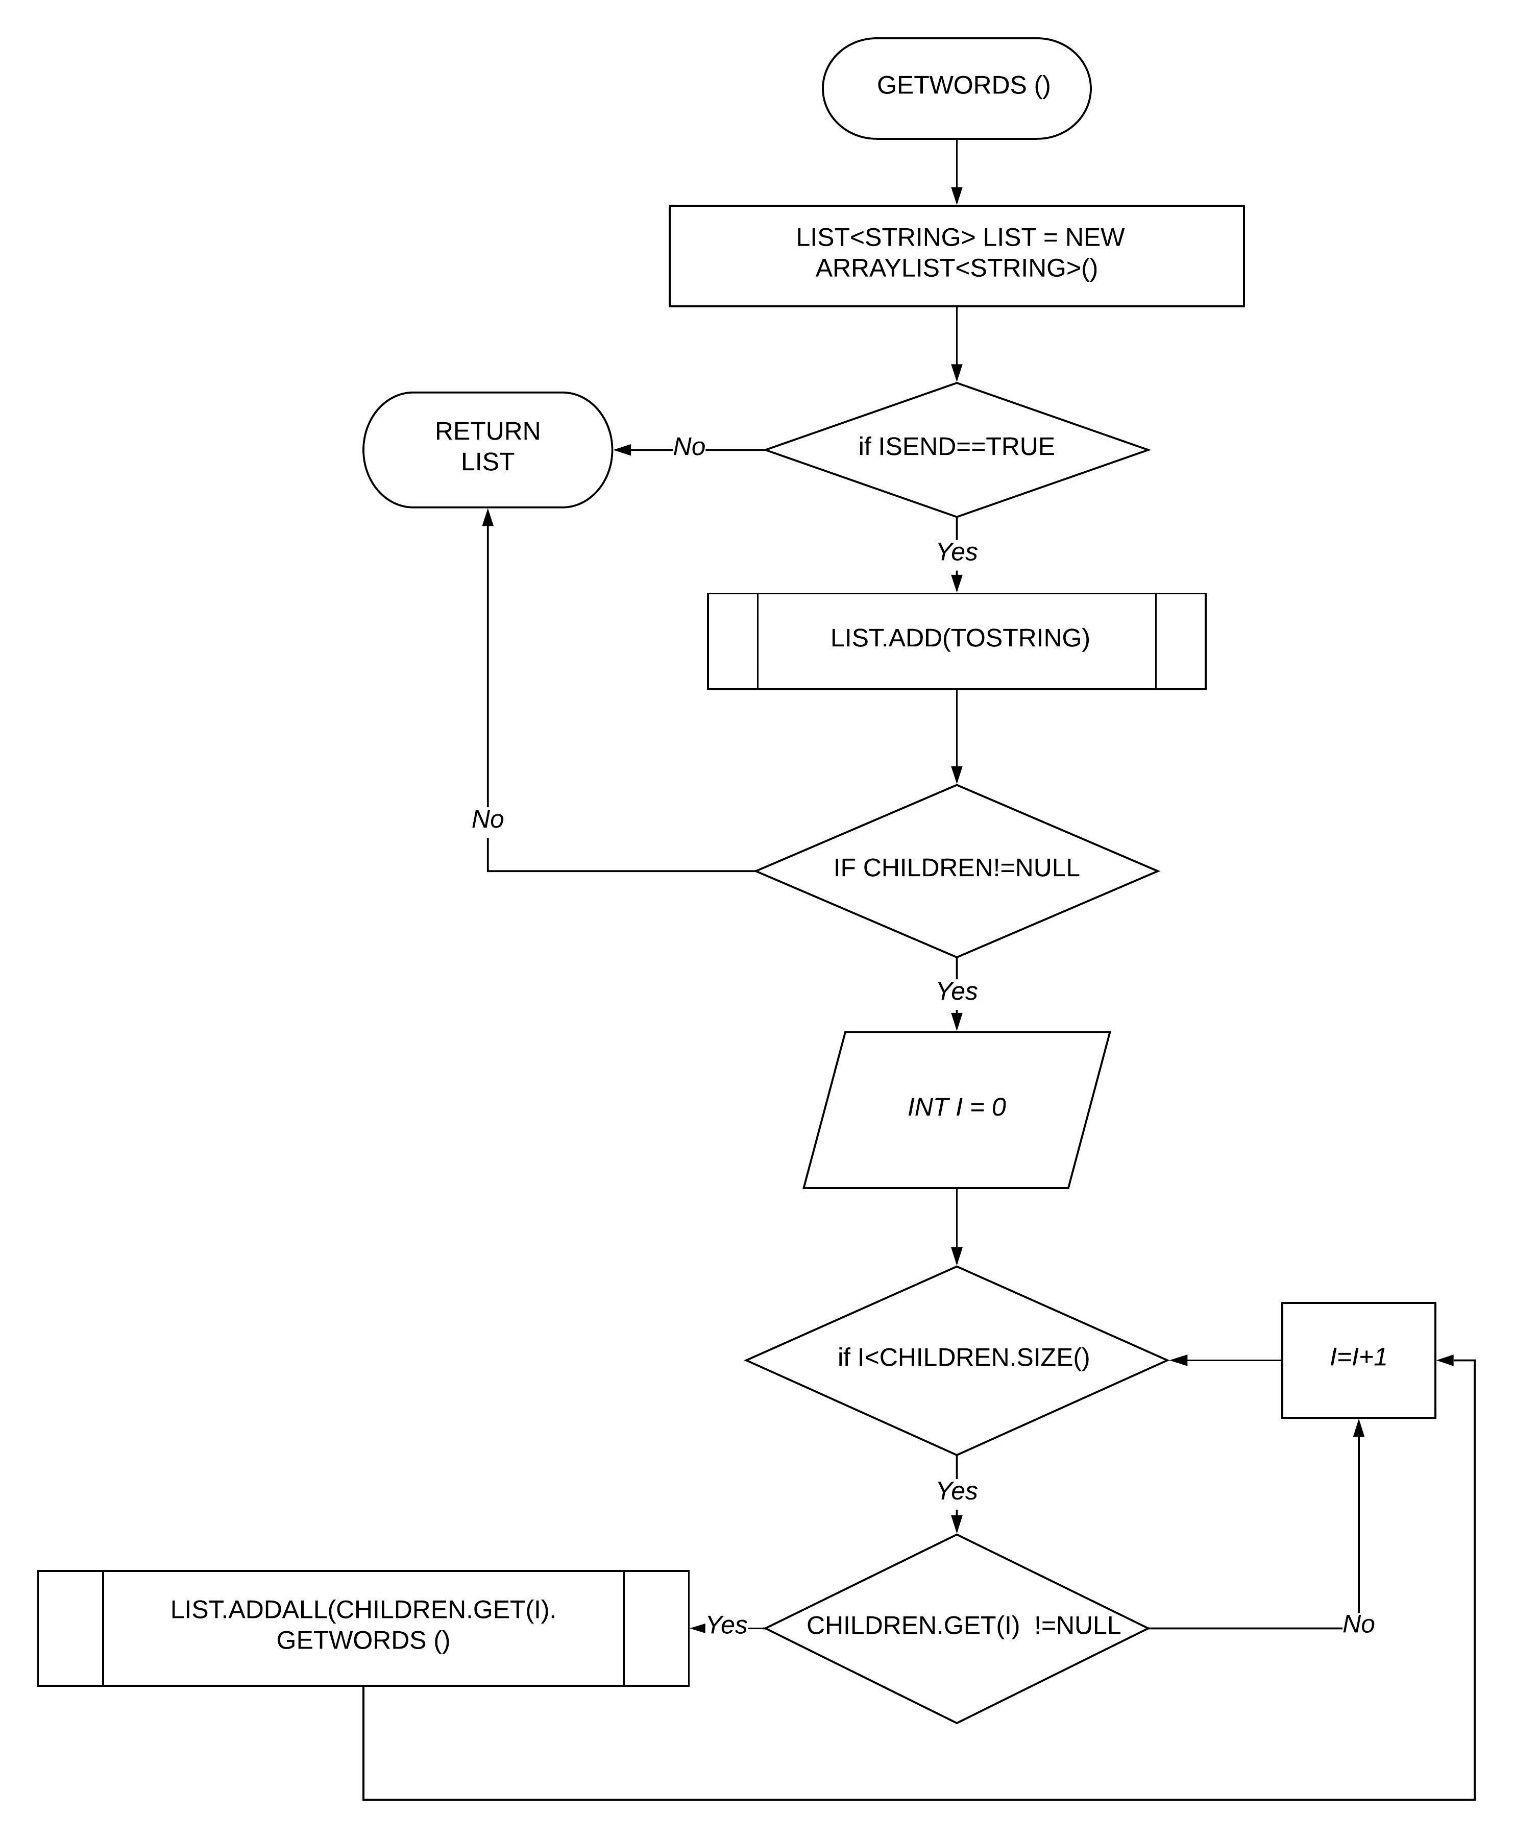 GETWORDS ()
LIST<STRING> LIST = NEW
ARRAYLIST<STRING>()
if ISEND==TRUE
No
RETURN
LIST
Yes
LIST.ADD(TOSTRING)
IF CHILDREN!=NULL
No
Yes
INT I = 0
if I<CHILDREN.SIZE()
I=I+1
Yes
CHILDREN.GET(I)  !=NULL
No
Yes
LIST.ADDALL(CHILDREN.GET(I).
GETWORDS ()